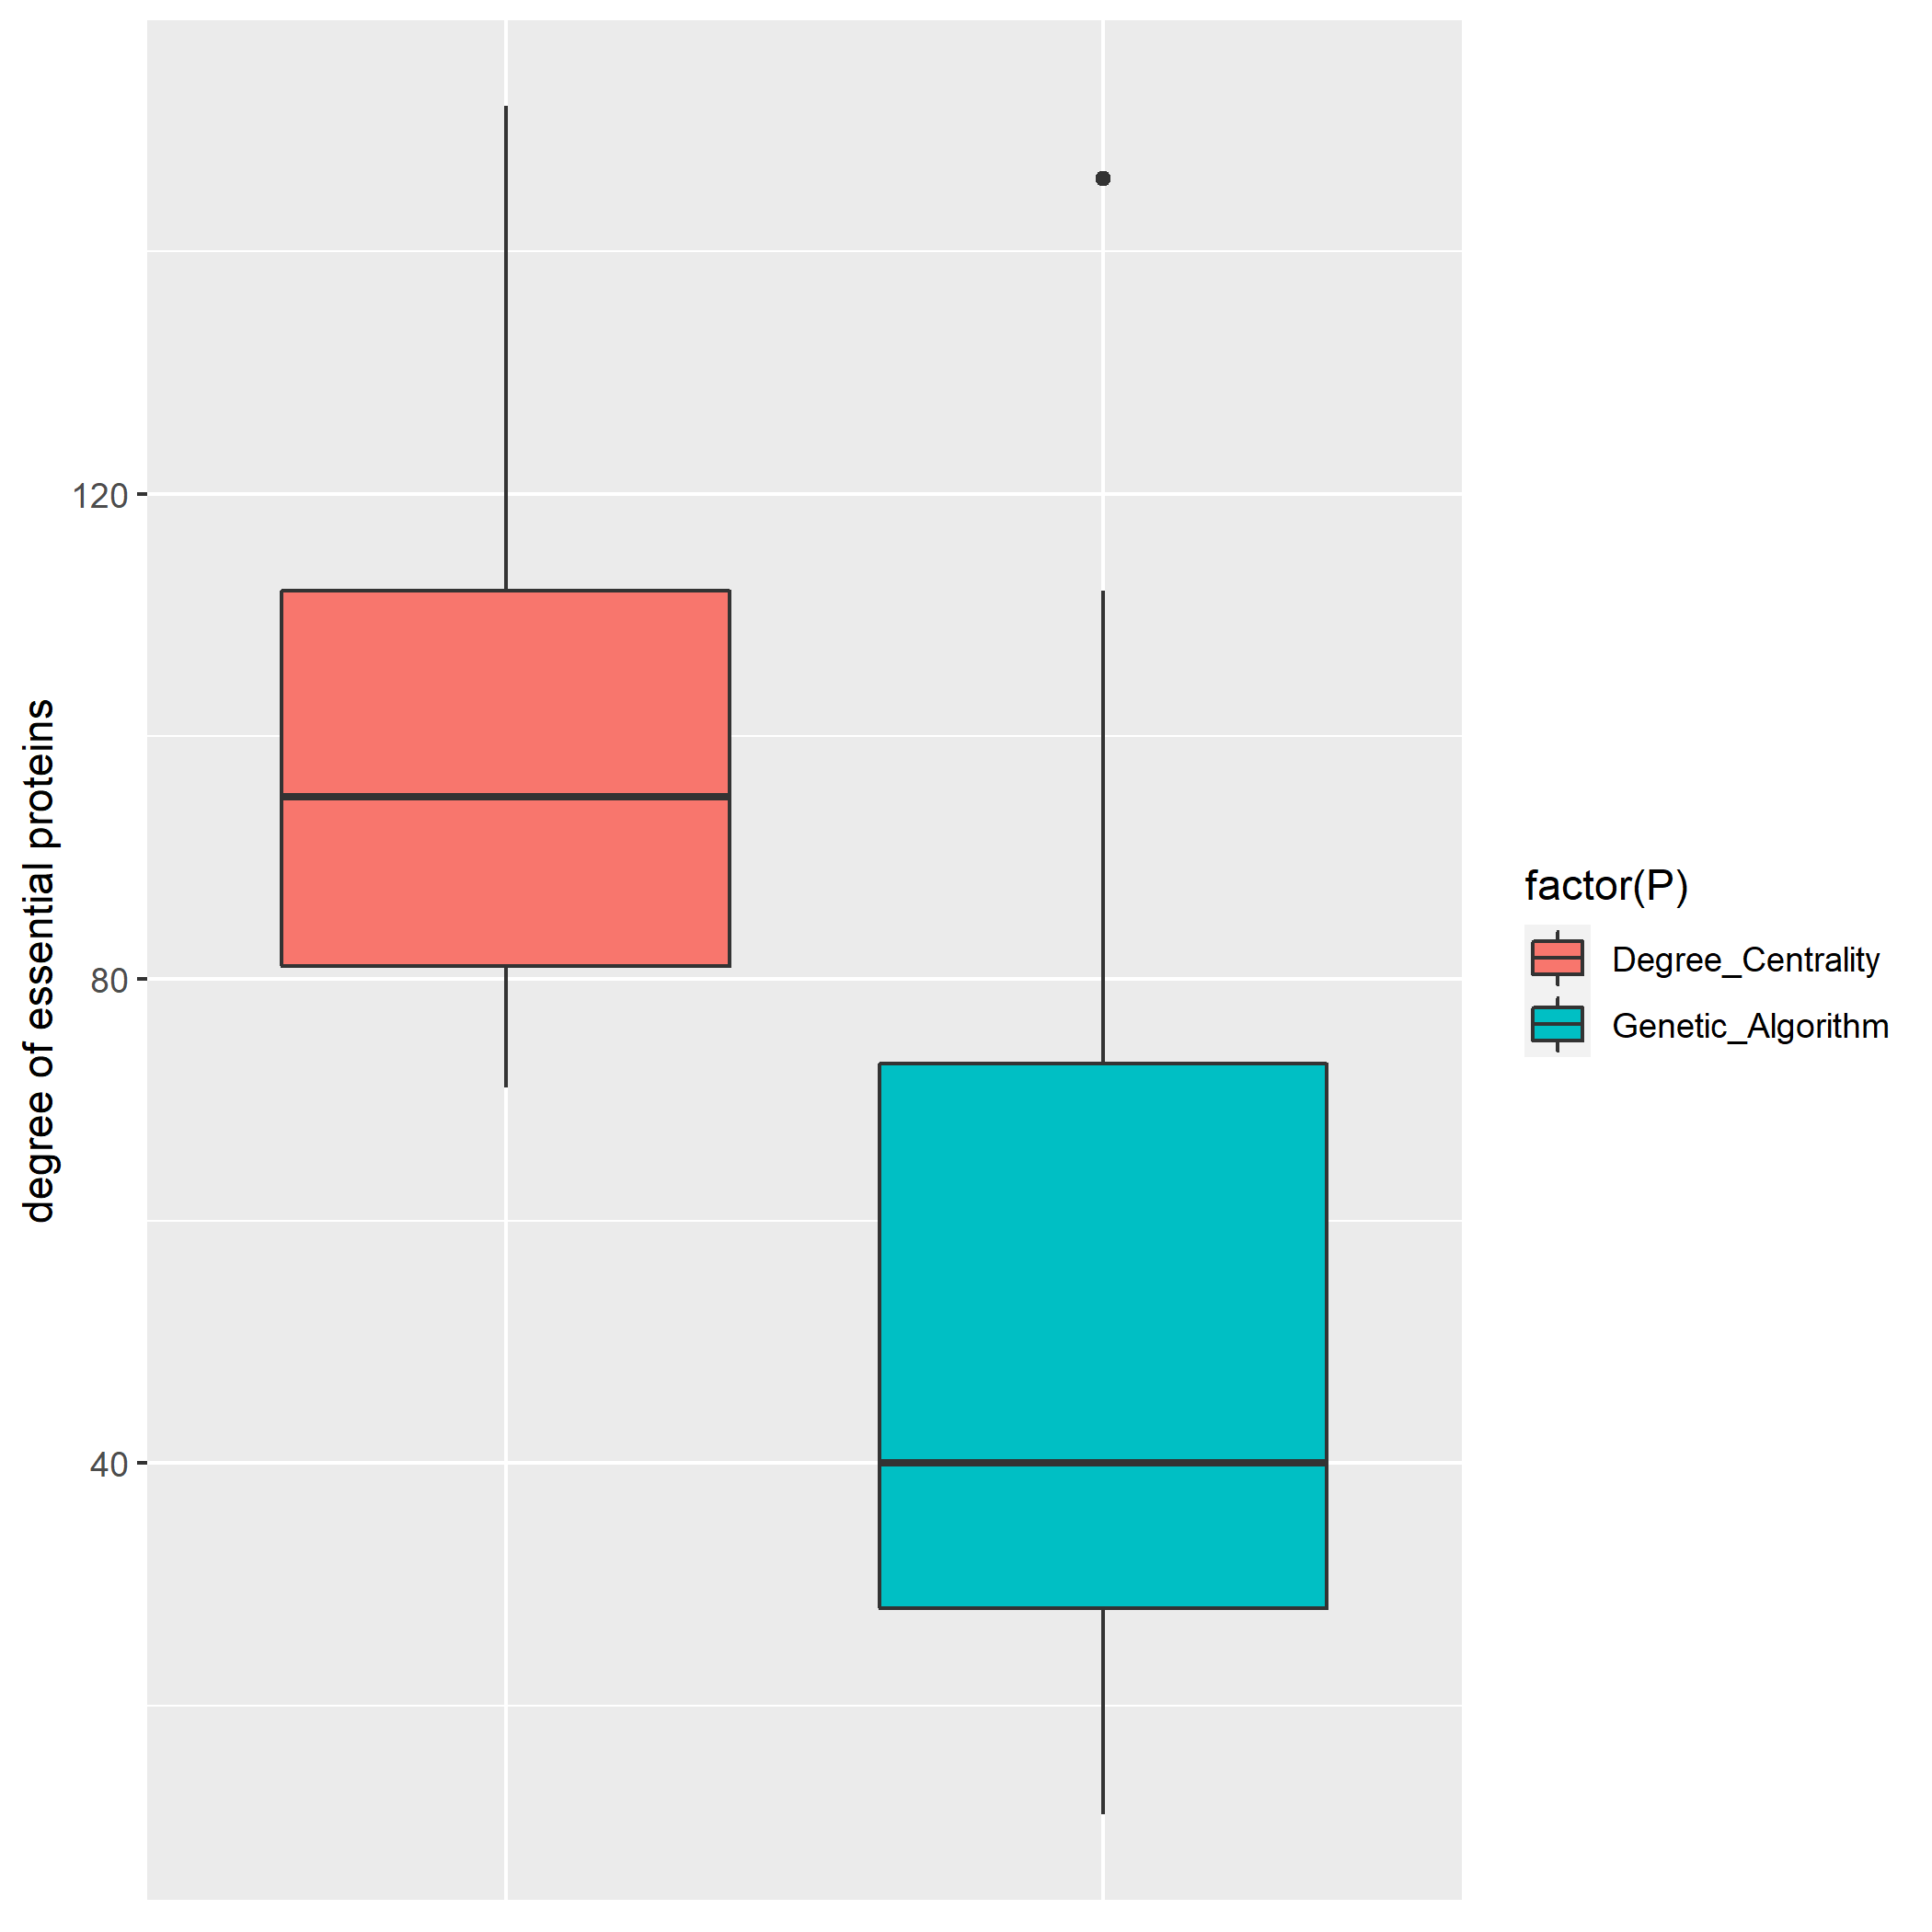 degree of essential proteins
120
80
40
factor(P)
Degree_Centrality
Genetic_Algorithm